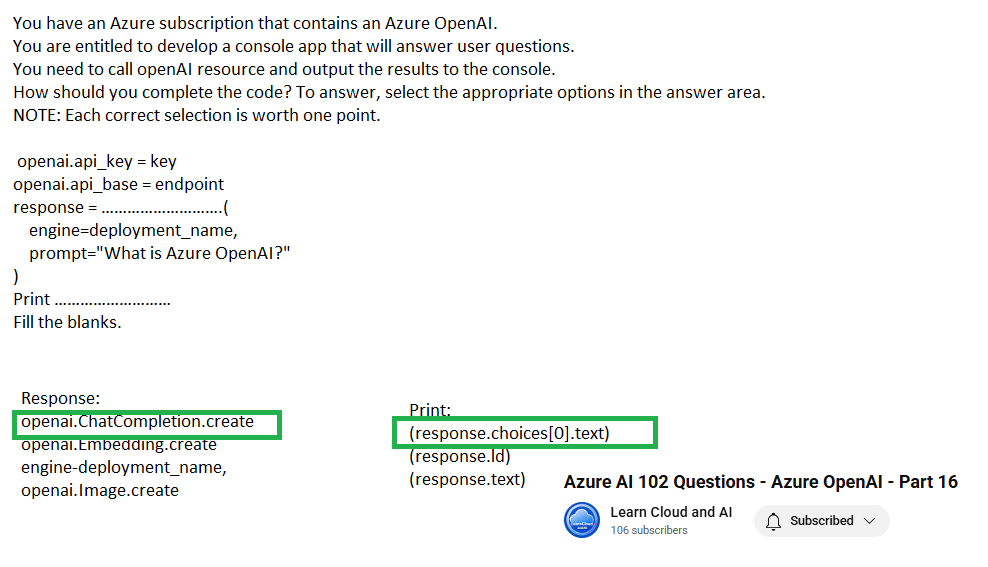 You have an Azure subscription that contains an Azure OpenAI.
You are entitled to develop a console app that will answer user questions.
You need to call openAI resource and output the results to the console.
How should you complete the code? To answer, select the appropriate options in the answer area.
NOTE: Each correct selection is worth one point.
openai.api_key = key
openai.api_base = endpoint
response = ……………………….(
engine=deployment_name,
prompt="What is Azure OpenAI?"
)
Print ………………………
Fill the blanks.
Response:
openai.ChatCompletion.create
openai.Embedding.create
engine-deployment_name,
openai.Image.create
Print:
(response.choices[0].text)
(response.Id)
(response.text)
Azure AI 102 Questions - Azure OpenAI - Part 16
Learn Cloud and AI
106 subscribers
Subscribed